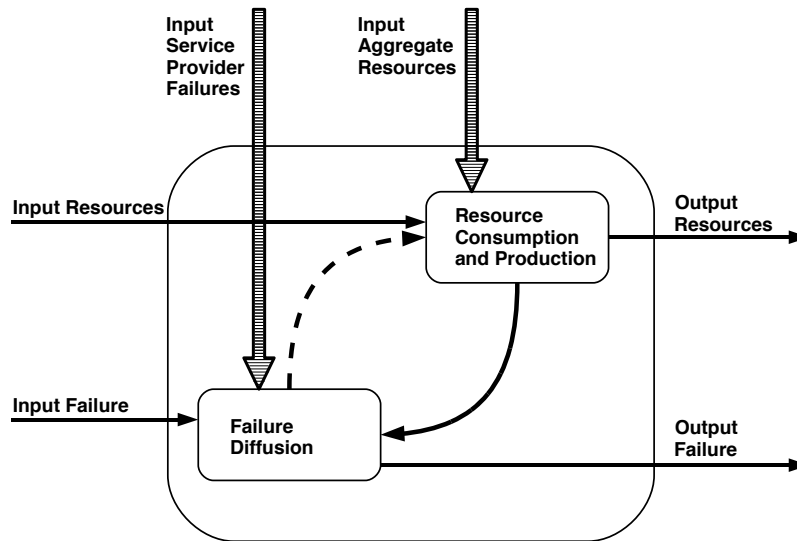 Input
Service
Provider
Failures
Input
Aggregate
Resources
Input Resources
Resource
Consumption
and Production
Output
Resources
Input Failure
Failure
Diffusion
Output
Failure